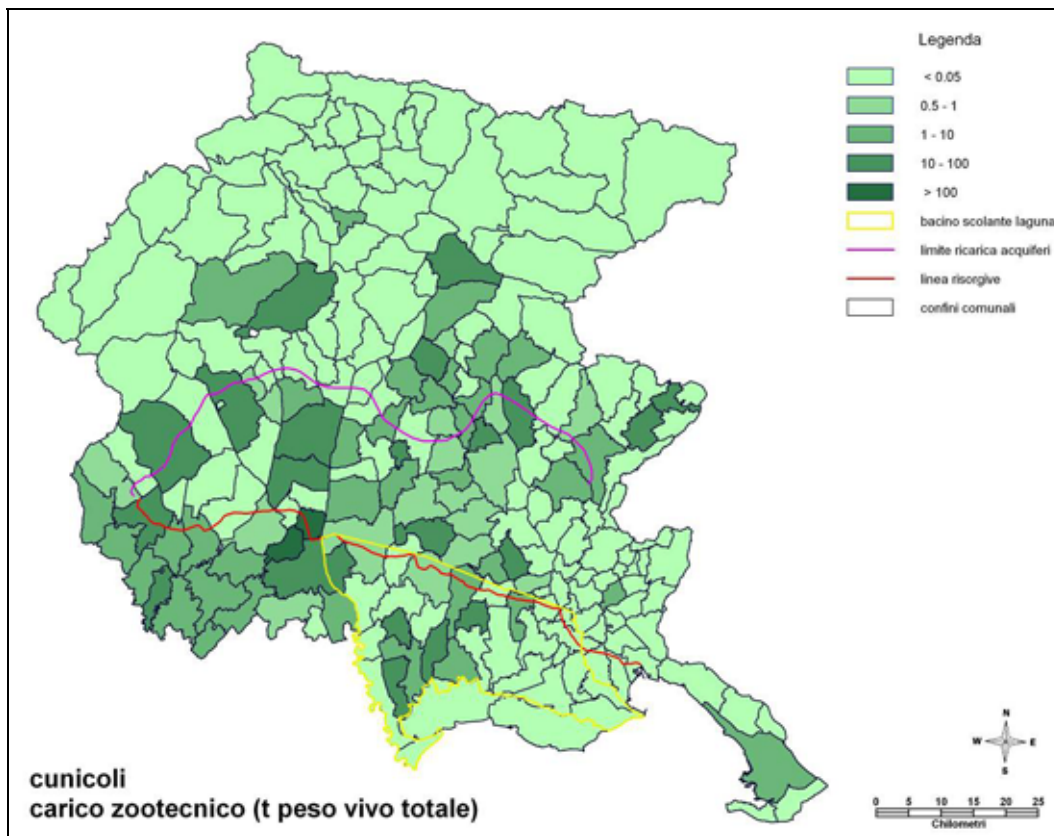 Legenda
< 0.05
0.5 - 1
1 - 10
10 - 100
> 100
bacino scolante laguna
limite ricarica acquiferi
linea risorgive
confini comunali
N
W E
S
cunicoli
carico zootecnico (t peso vivo totale)
0 5 10 15 20 25
Chilometri